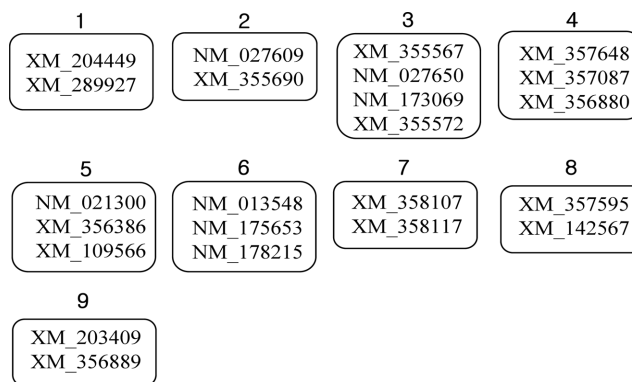 1
XM_204449
XM_289927
2
NM_027609
XM_355690
3
XM_355567
NM_027650
NM_173069
XM_355572
4
XM_357648
XM_357087
XM_356880
5
NM_021300
XM_356386
XM_109566
6
NM_013548
NM_175653
NM_178215
7
XM_358107
XM_358117
8
XM_357595
XM_142567
9
XM_203409
XM_356889